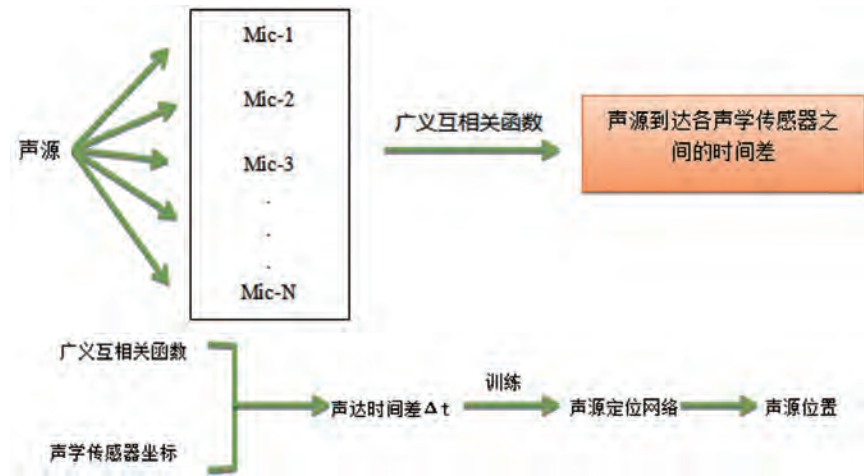 Mic-1
Mic-2
声源
Mic-3
.
.
.
Mic-N
广义互相关函数
声源到达各声学传感器之
间的时间差
广义互相关函数
声学传感器坐标
声达时间差Δt
训练
声源定位网络
声源位置